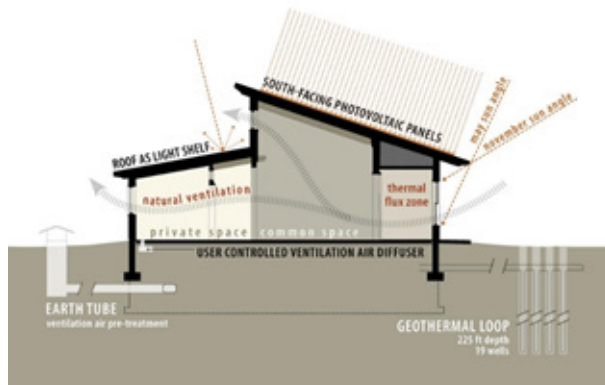 SOUTH-FACING PHOTOVOLTAIC PANELS
may sun angle
november sun angle
ROOF AS LIGHT SHELF
natural ventilation
thermal
flux zone
private space
common space
USER CONTROLLED VENTILATION AIR DIFFUSER
EARTH TUBE
ventilation air pre-treatment
GEOTHERMAL LOOP
225 ft depth
19 wells